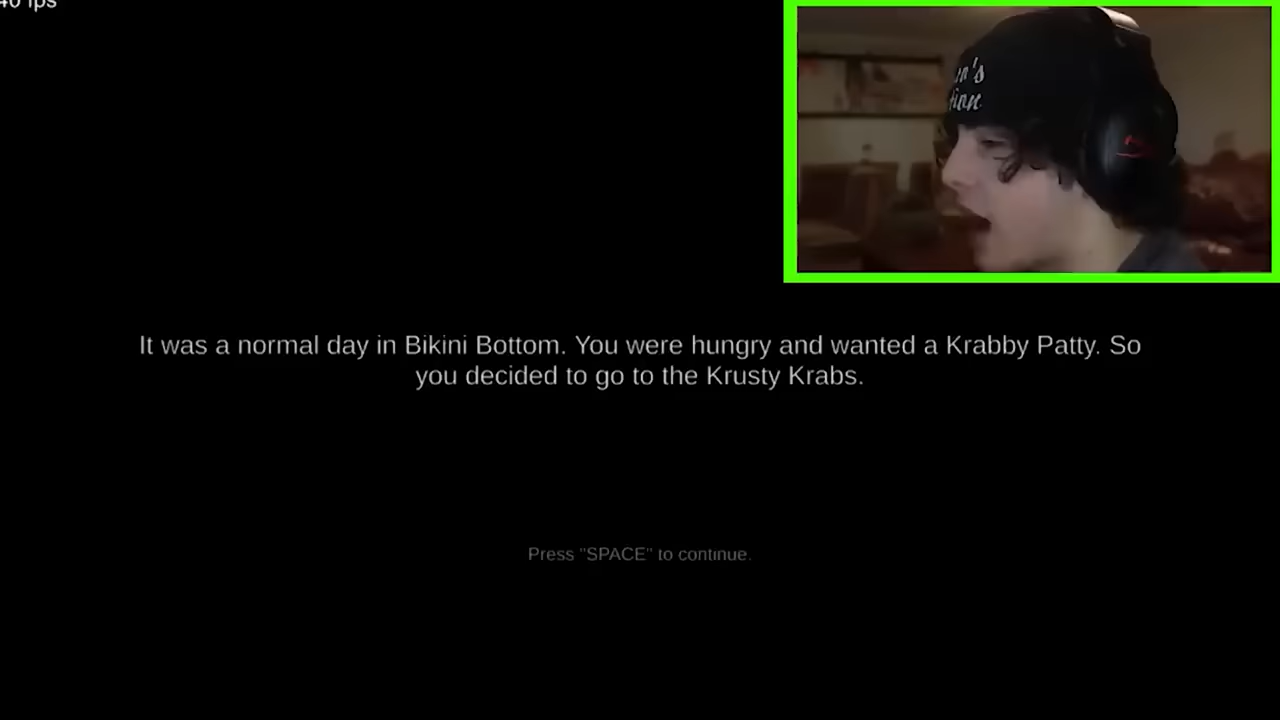 fps
It was a normal day in Bikini Bottom. You were hungry and wanted a Krabby Patty. So
you decided to go to the Krusty Krabs.
Press "SPACE" to continue.